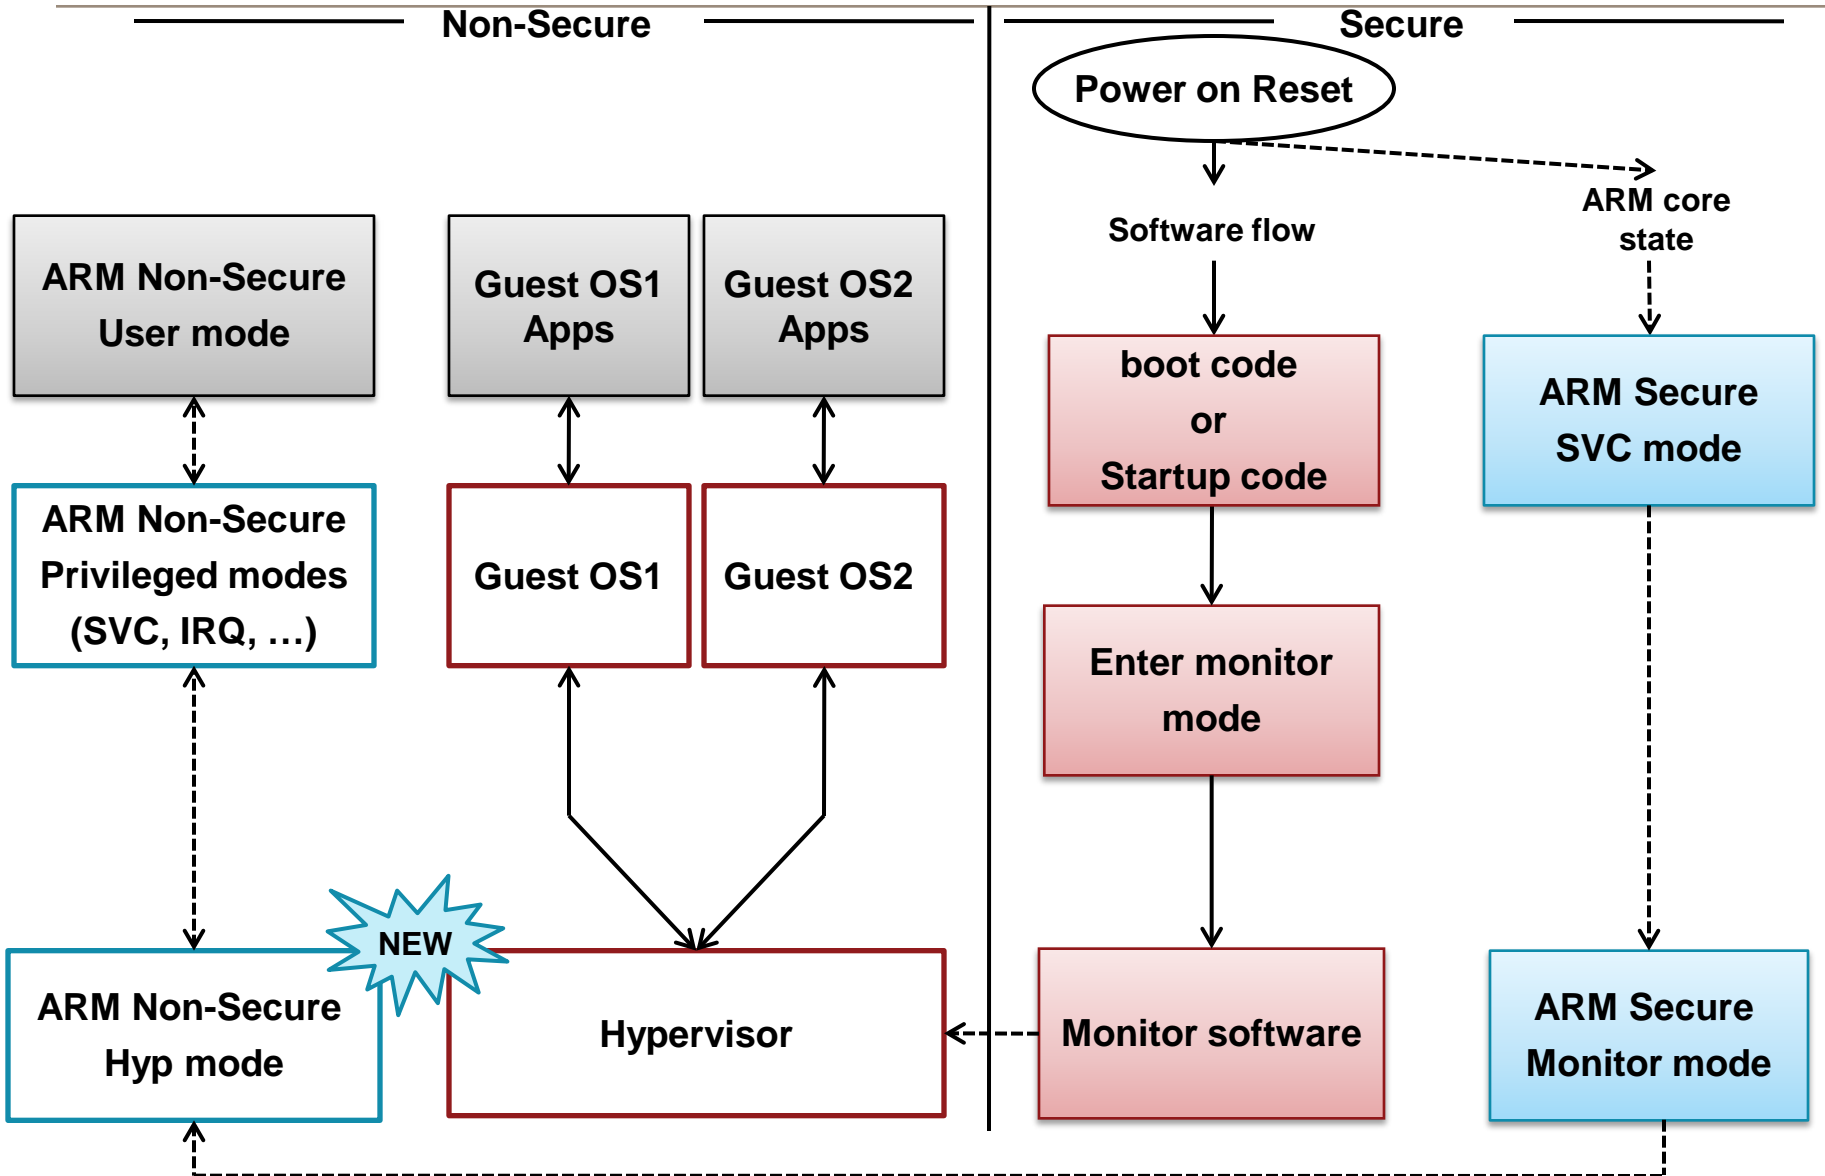 Non-Secure
Secure
Power on Reset
Software flow
ARM core
state
ARM Non-Secure
User mode
Guest OS1
Apps
Guest OS2
Apps
boot code
or
Startup code
ARM Secure
SVC mode
ARM Non-Secure
Privileged modes
(SVC, IRQ, …)
Guest OS1
Guest OS2
Enter monitor
mode
NEW
ARM Non-Secure
Hyp mode
Hypervisor
Monitor software
ARM Secure
Monitor mode